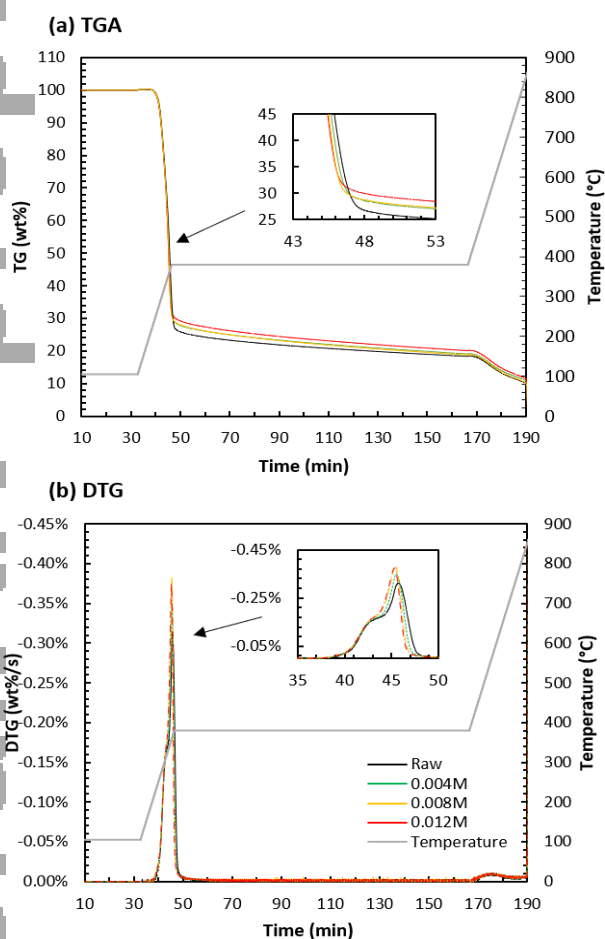 (a) TGA
110
100
90
80
70
60
50
40
30
20
10
0
TG (wt%)
900
800
700
600
500
400
300
200
100
0
Temperature (°C)
45
40
35
30
25
43 48 53
10 30 50 70 90 110 130 150 170 190
Time (min)
(b) DTG
-0.45%
-0.40%
-0.35%
-0.30%
-0.25%
-0.20%
-0.15%
-0.10%
-0.05%
0.00%
DTG (wt%/s)
900
800
700
600
500
400
300
200
100
0
Temperature (°C)
-0.45%
-0.25%
-0.05%
35 40 45 50
Raw
0.004M
0.008M
0.012M
Temperature
10 30 50 70 90 110 130 150 170 190
Time (min)